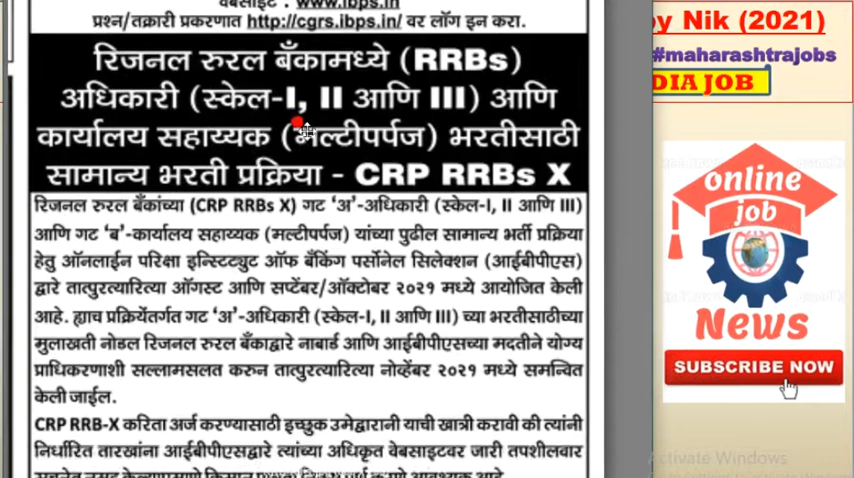 वेबसाईट : www.ibps.in
प्रश्न/तक्रारी प्रकरणात http://cgrs.ibps.in/ वर लॉग इन करा.
रिजनल रुरल बँकामध्ये (RRBs)
अधिकारी (स्केल-I, II आणि III) आणि
कार्यालय सहाय्यक (मल्टीपर्पज) भरतीसाठी
सामान्य भरती प्रक्रिया - CRP RRBs X
रिजनल रुरल बँकांच्या (CRP RRBs X) गट ‘अ’-अधिकारी (स्केल-I, II आणि III)
आणि गट ‘ब’-कार्यालय सहाय्यक (मल्टीपर्पज) यांच्या पुढील सामान्य भर्ती प्रक्रिया
हेतु ऑनलाईन परिक्षा इन्स्टिट्युट ऑफ बँकिंग पर्सोनेल सिलेक्शन (आईबीपीएस)
द्वारे तात्पुरत्यारित्या ऑगस्ट आणि सप्टेंबर/ऑक्टोबर २०२१ मध्ये आयोजित केली
आहे. ह्याच प्रक्रियेंतर्गत गट ‘अ’-अधिकारी (स्केल-I, II आणि III) च्या भरतीसाठीच्या
मुलाखती नोडल रिजनल रुरल बँकाद्वारे नाबार्ड आणि आईबीपीएसच्या मदतीने योग्य
प्राधिकरणाशी सल्लामसलत करुन तात्पुरत्यारित्या नोव्हेंबर २०२१ मध्ये समन्वित
केली जाईल.
CRP RRB-X करिता अर्ज करण्यासाठी इच्छुक उमेद्वारानी याची खात्री करावी की त्यांनी
निर्धारित तारखांना आईबीपीएसद्वारे त्यांच्या अधिकृत वेबसाइटवर जारी तपशीलवार
by Nik (2021)
#maharashtrajobs
DIA JOB
online
job
News
SUBSCRIBE NOW
Activate Windows